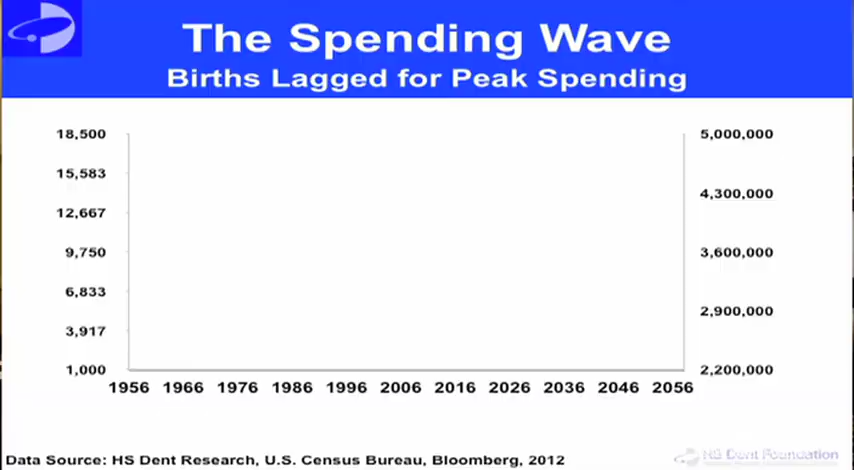 The Spending Wave
Births Lagged for Peak Spending
18,500
15,583
12,667
9,750
6,833
3,917
1,000
5,000,000
4,300,000
3,600,000
2,900,000
2,200,000
1956 1966 1976 1986 1996 2006 2016 2026 2036 2046 2056
Data Source: HS Dent Research, U.S. Census Bureau, Bloomberg, 2012
HS Dent Foundation